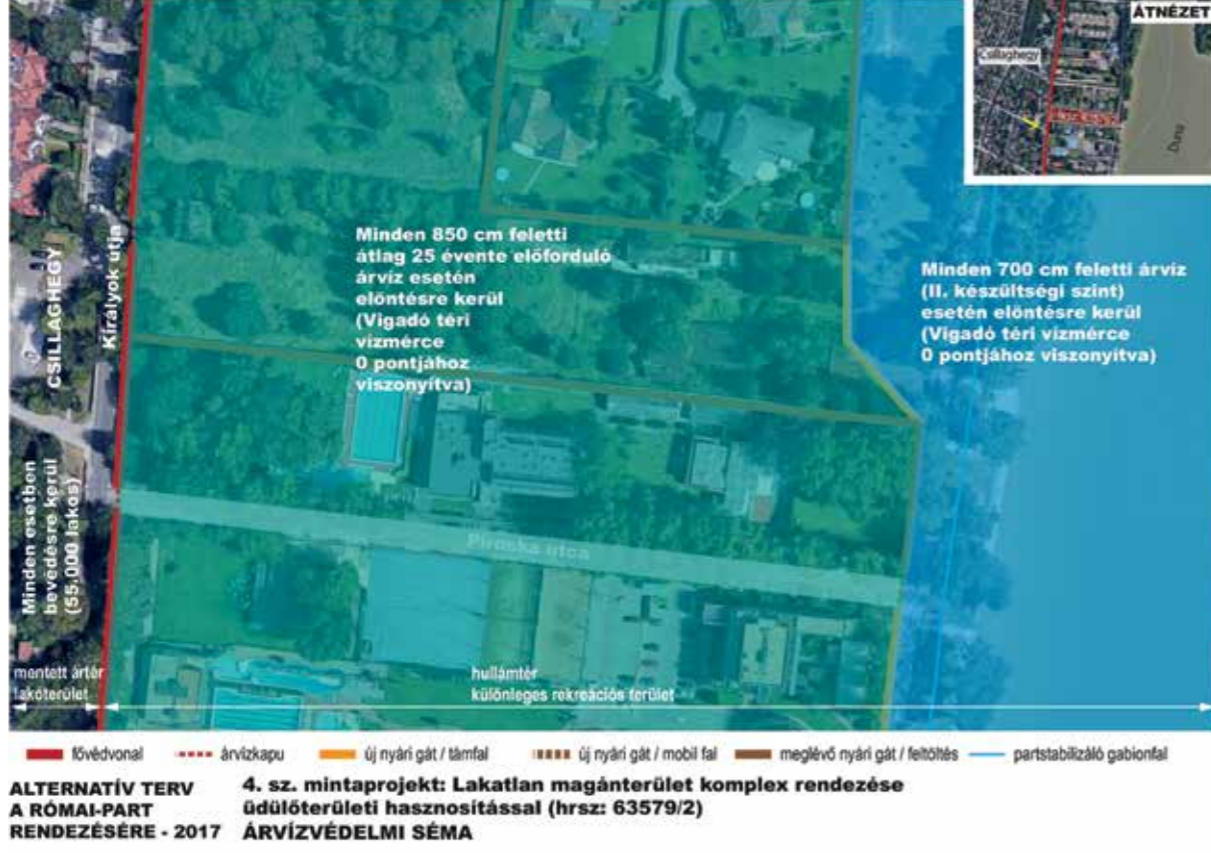 ÁTNÉZET
Csillaghegy
Duna
Minden 850 cm feletti
átlag 25 évente előforduló
árvíz esetén
elöntésre kerül
(Vigadó téri
vízmérce
0 pontjához
viszonyítva)
Minden 700 cm feletti árvíz
(II. készültségi szint)
esetén elöntésre kerül
(Vigadó téri vízmérce
0 pontjához viszonyítva)
CSILLAGHEGY
Királyok útja
Minden esetben
bevédésre kerül
(55.000 lakos)
Piroska utca
mentett ártér
lakóterület
hullámtér
különleges rekreációs terület
fővédvonal
árvízkapu
új nyári gát / támfal
új nyári gát / mobil fal
meglévő nyári gát / feltöltés
partstabilizáló gabionfal
ALTERNATÍV TERV
A RÓMAI-PART
RENDEZÉSÉRE - 2017
4. sz. mintaprojekt: Lakatlan magánterület komplex rendezése
üdülőterületi hasznosítással (hrsz: 63579/2)
ÁRVÍZVÉDELMI SÉMA